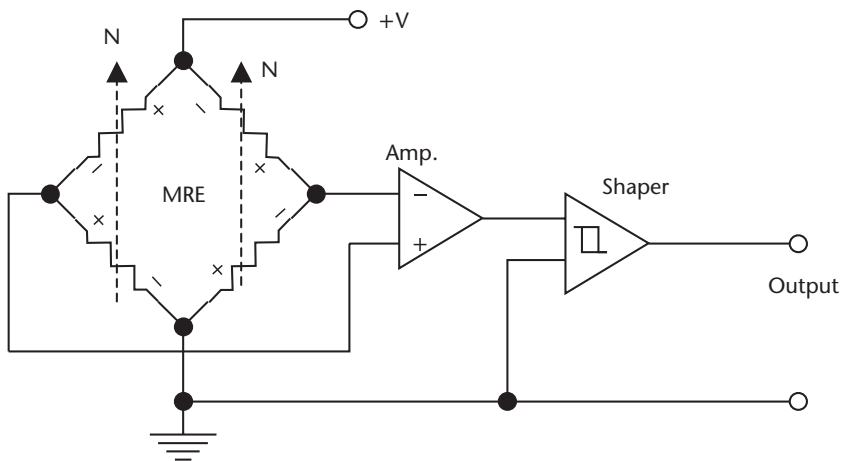 +V
N
N
MRE
Amp.
−
+
Shaper
Output